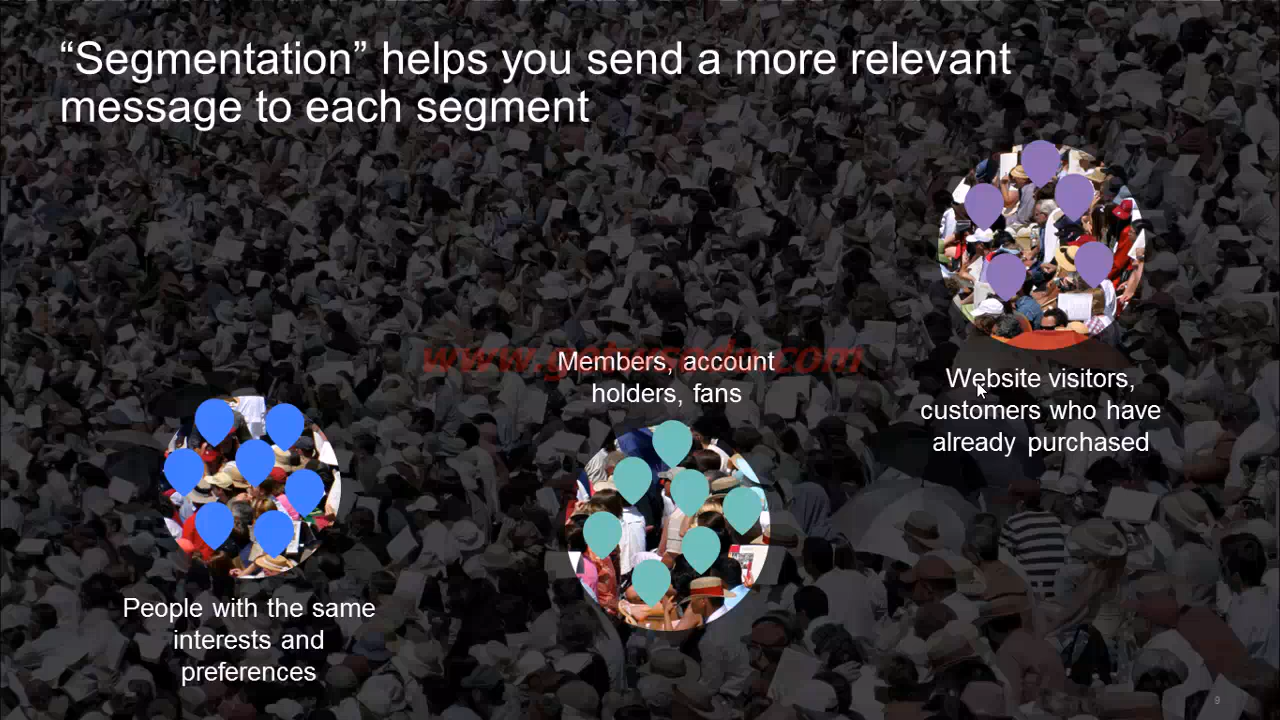 “Segmentation” helps you send a more relevant
message to each segment
Members, account
holders, fans
Website visitors,
customers who have
already purchased
People with the same
interests and
preferences
9